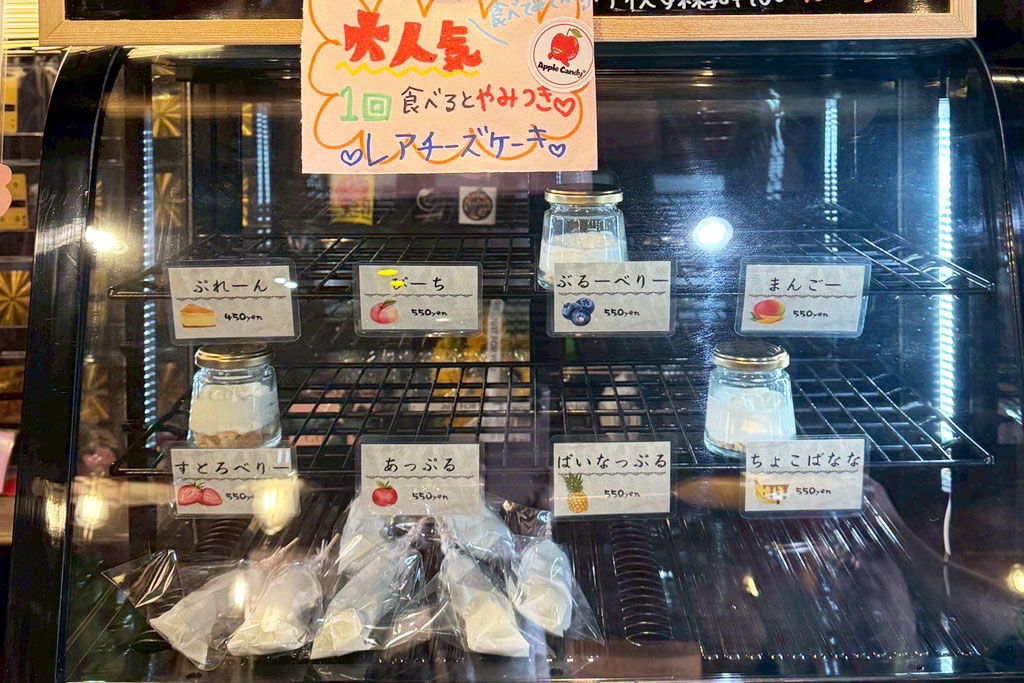 大人気
Apple Candy
1回食べるとやみつき
レアチーズケーキ
ぷれーん
450yen
ぴーち
550yen
ぶるーべりー
550yen
まんごー
550yen
すとろべりー
550yen
あっぷる
550yen
ぱいなっぷる
550yen
ちょこばなな
550yen